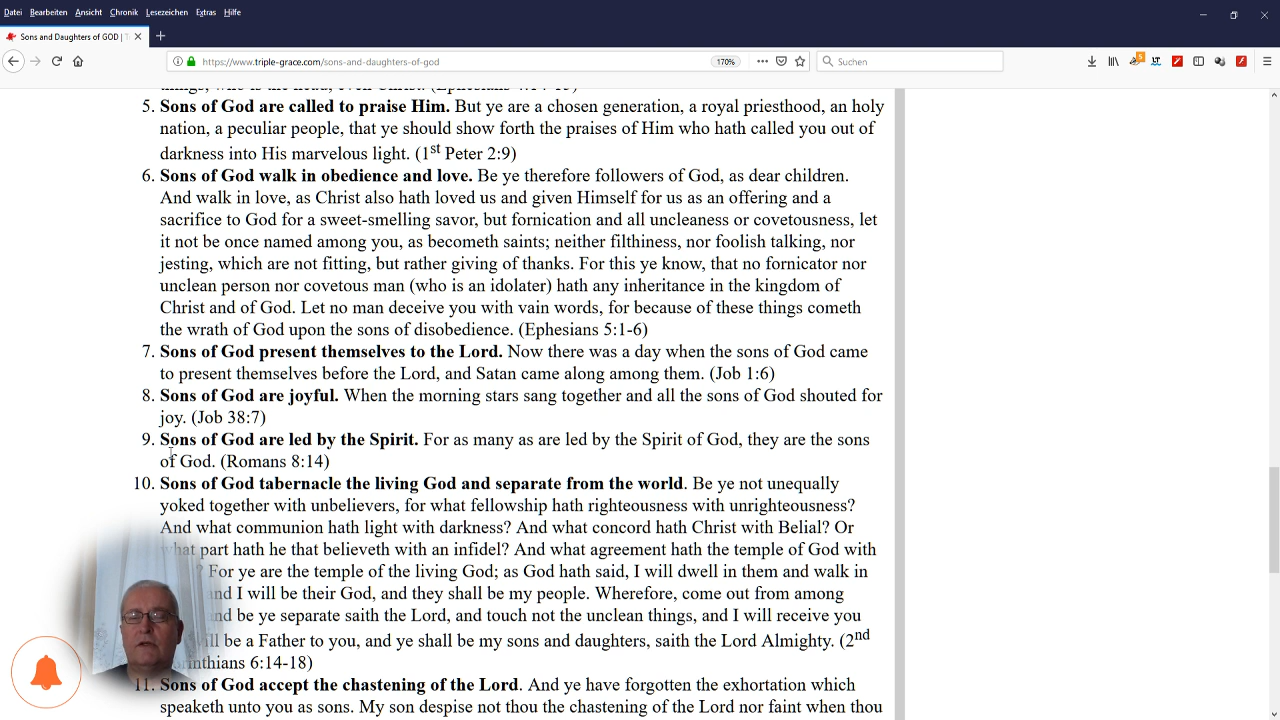 Datei Bearbeiten Ansicht Chronik Lesezeichen Extras Hilfe
Sons and Daughters of GOD | T
https://www.triple-grace.com/sons-and-daughters-of-god 170% Suchen
things, who is the head, even Christ. (Ephesians 4:14-15)
5. Sons of God are called to praise Him. But ye are a chosen generation, a royal priesthood, an holy
nation, a peculiar people, that ye should show forth the praises of Him who hath called you out of
darkness into His marvelous light. (1st Peter 2:9)
6. Sons of God walk in obedience and love. Be ye therefore followers of God, as dear children.
And walk in love, as Christ also hath loved us and given Himself for us as an offering and a
sacrifice to God for a sweet-smelling savor, but fornication and all uncleaness or covetousness, let
it not be once named among you, as becometh saints; neither filthiness, nor foolish talking, nor
jesting, which are not fitting, but rather giving of thanks. For this ye know, that no fornicator nor
unclean person nor covetous man (who is an idolater) hath any inheritance in the kingdom of
Christ and of God. Let no man deceive you with vain words, for because of these things cometh
the wrath of God upon the sons of disobedience. (Ephesians 5:1-6)
7. Sons of God present themselves to the Lord. Now there was a day when the sons of God came
to present themselves before the Lord, and Satan came along among them. (Job 1:6)
8. Sons of God are joyful. When the morning stars sang together and all the sons of God shouted for
joy. (Job 38:7)
9. Sons of God are led by the Spirit. For as many as are led by the Spirit of God, they are the sons
of God. (Romans 8:14)
10. Sons of God tabernacle the living God and separate from the world. Be ye not unequally
yoked together with unbelievers, for what fellowship hath righteousness with unrighteousness?
And what communion hath light with darkness? And what concord hath Christ with Belial? Or
what part hath he that believeth with an infidel? And what agreement hath the temple of God with
? For ye are the temple of the living God; as God hath said, I will dwell in them and walk in
and I will be their God, and they shall be my people. Wherefore, come out from among
and be ye separate saith the Lord, and touch not the unclean things, and I will receive you
will be a Father to you, and ye shall be my sons and daughters, saith the Lord Almighty. (2nd
Corinthians 6:14-18)
11. Sons of God accept the chastening of the Lord. And ye have forgotten the exhortation which
speaketh unto you as sons. My son despise not thou the chastening of the Lord nor faint when thou